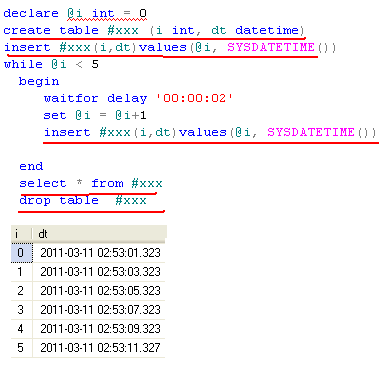 declare @i int = 0
create table #xxx (i int, dt datetime)
insert #xxx(i,dt)values(@i, SYSDATETIME())
while @i < 5
begin
waitfor delay '00:00:02'
set @i = @i+1
insert #xxx(i,dt)values(@i, SYSDATETIME())
end
select * from #xxx
drop table #xxx
i dt
0 2011-03-11 02:53:01.323
1 2011-03-11 02:53:03.323
2 2011-03-11 02:53:05.323
3 2011-03-11 02:53:07.323
4 2011-03-11 02:53:09.323
5 2011-03-11 02:53:11.327